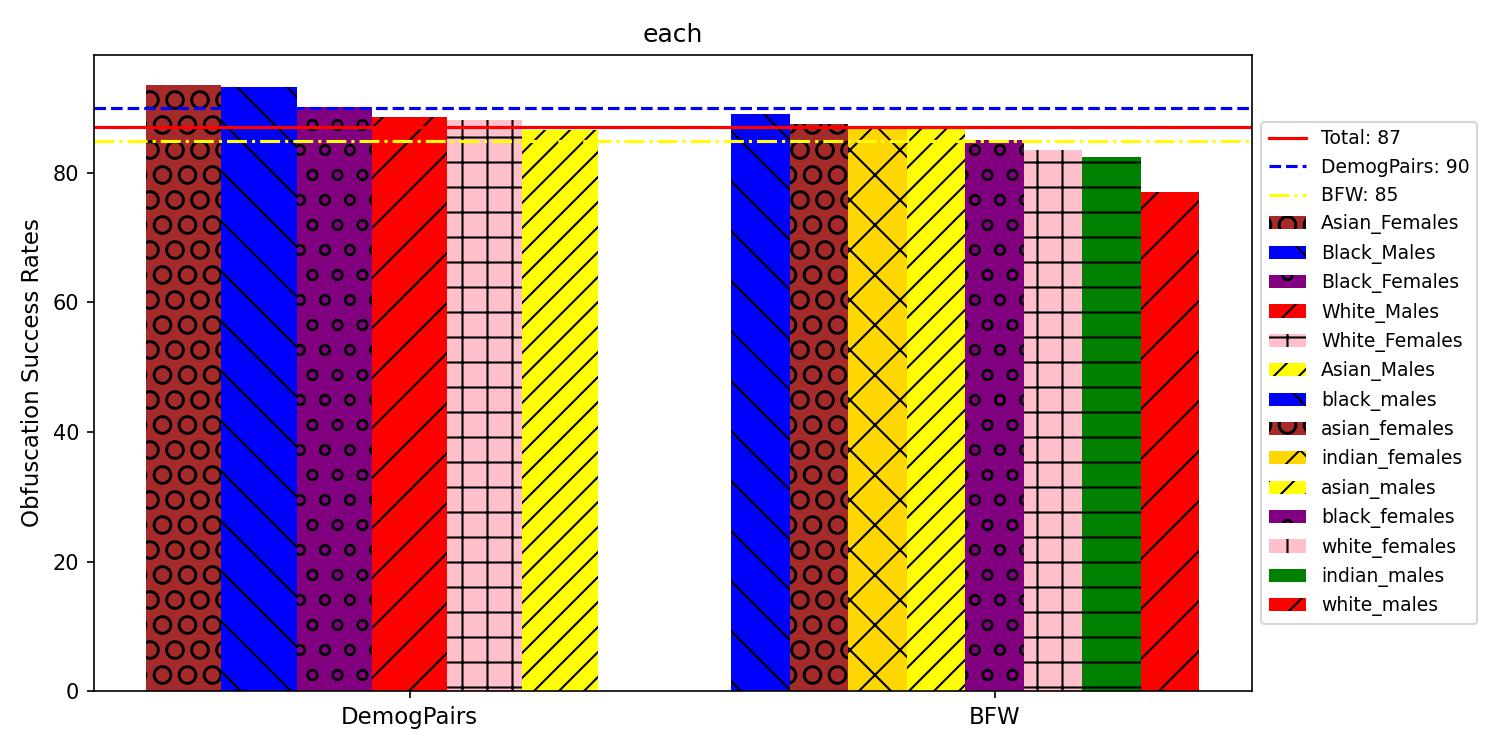 each
Obfuscation Success Rates
80
60
40
20
0
DemogPairs
BFW
Total: 87
DemogPairs: 90
BFW: 85
Asian_Females
Black_Males
Black_Females
White_Males
White_Females
Asian_Males
black_males
asian_females
indian_females
asian_males
black_females
white_females
indian_males
white_males